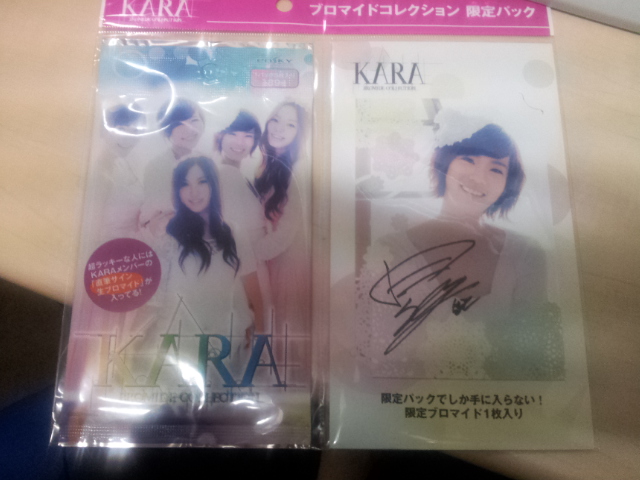 KARA
ブロマイドコレクション 限定パック
超ラッキーな人には
KARAメンバーの
「直筆サイン
生ブロマイド」が
入ってる!
KARA
KARA
限定パックでしか手に入らない!
限定ブロマイド1枚入り